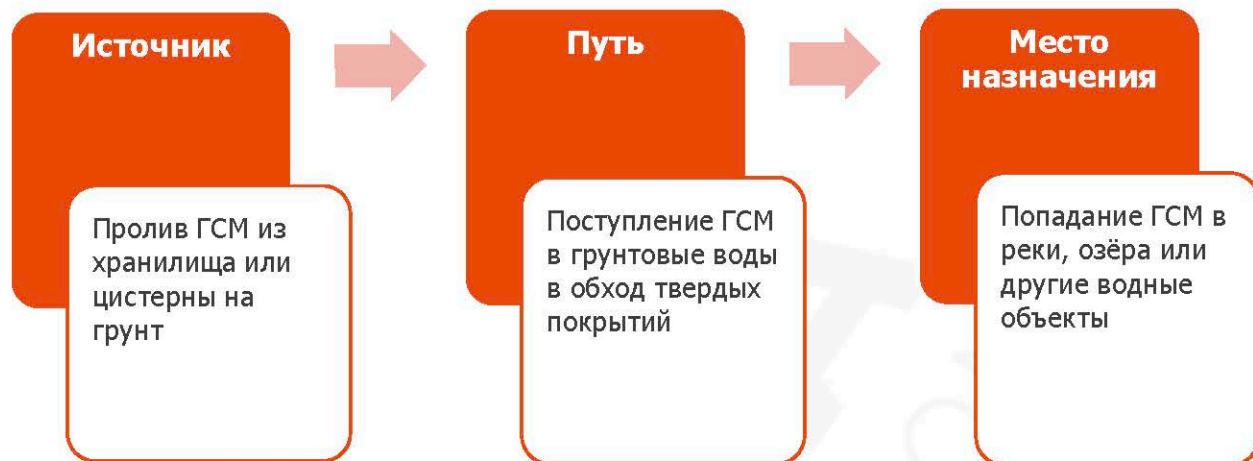 Источник
Пролив ГСМ из
хранилища или
цистерны на
грунт
Путь
Поступление ГСМ
в грунтовые воды
в обход твердых
покрытий
Место
назначения
Попадание ГСМ в
реки, озёра или
другие водные
объекты